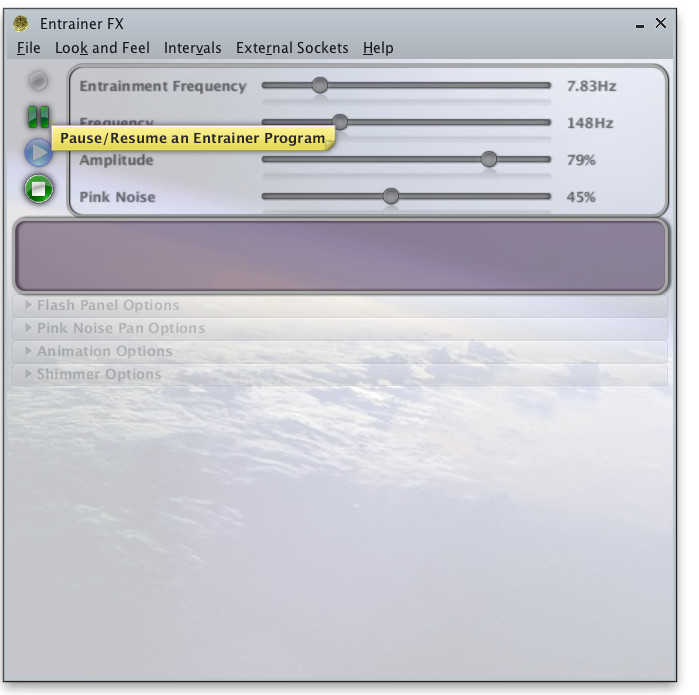 Entrainer FX
File Look and Feel Intervals External Sockets Help
Entrainment Frequency 7.83Hz
Frequency 148Hz
Pause/Resume an Entrainer Program
Amplitude 79%
Pink Noise 45%
Flash Panel Options
Pink Noise Pan Options
Animation Options
Shimmer Options